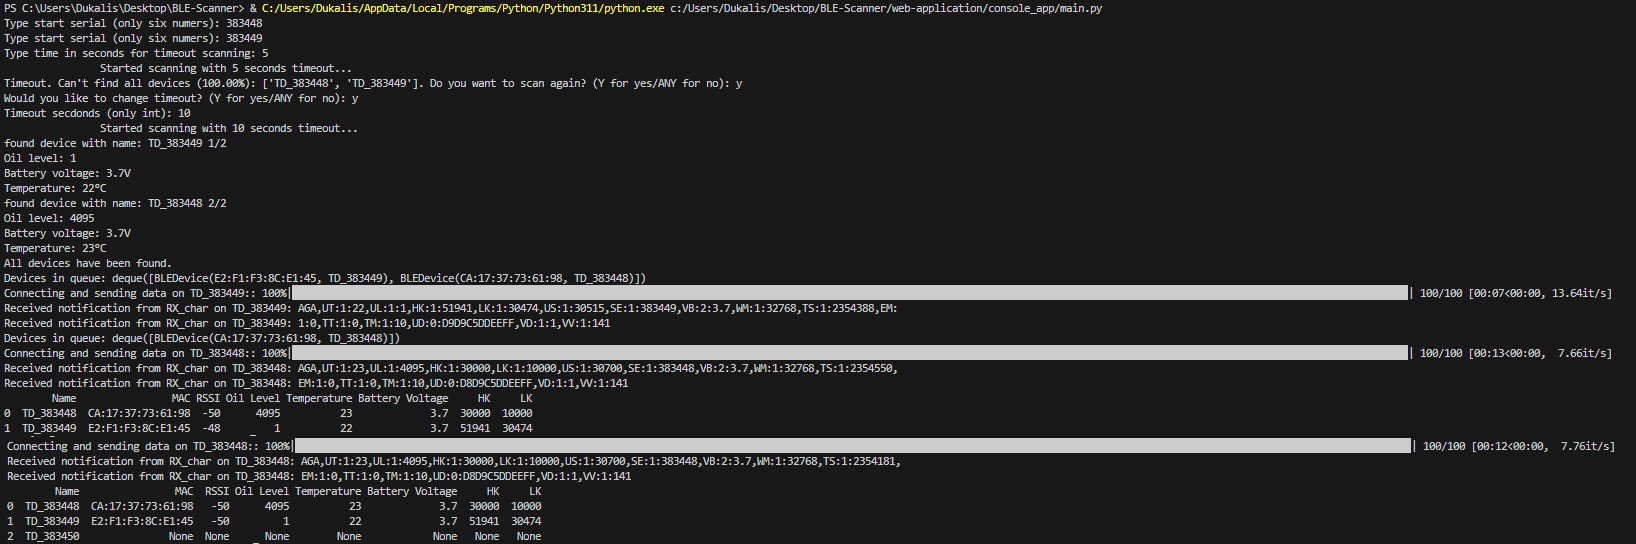 PS C:\Users\Dukalis\Desktop\BLE-Scanner> & C:/Users/Dukalis/AppData/Local/Programs/Python/Python311/python.exe c:/Users/Dukalis/Desktop/BLE-Scanner/web-application/console_app/main.py
Type start serial (only six numers): 383448
Type start serial (only six numers): 383449
Type time in seconds for timeout scanning: 5
Started scanning with 5 seconds timeout...
Timeout. Can't find all devices (100.00%): ['TD_383448', 'TD_383449']. Do you want to scan again? (Y for yes/ANY for no): y
Would you like to change timeout? (Y for yes/ANY for no): y
Timeout secdonds (only int): 10
Started scanning with 10 seconds timeout...
found device with name: TD_383449 1/2
Oil level: 1
Battery voltage: 3.7V
Temperature: 22°C
found device with name: TD_383448 2/2
Oil level: 4095
Battery voltage: 3.7V
Temperature: 23°C
All devices have been found.
Devices in queue: deque([BLEDevice(E2:F1:F3:8C:E1:45, TD_383449), BLEDevice(CA:17:37:73:61:98, TD_383448)])
Connecting and sending data on TD_383449:: 100%| | 100/100 [00:07<00:00, 13.64it/s]
Received notification from RX_char on TD_383449: AGA,UT:1:22,UL:1:1,HK:1:51941,LK:1:30474,US:1:30515,SE:1:383449,VB:2:3.7,WM:1:32768,TS:1:2354388,EM:
Received notification from RX_char on TD_383449: 1:0,TT:1:0,TM:1:10,UD:0:D9D9C5DDEEFF,VD:1:1,VV:1:141
Devices in queue: deque([BLEDevice(CA:17:37:73:61:98, TD_383448)])
Connecting and sending data on TD_383448:: 100%| | 100/100 [00:13<00:00, 7.66it/s]
Received notification from RX_char on TD_383448: AGA,UT:1:23,UL:1:4095,HK:1:30000,LK:1:10000,US:1:30700,SE:1:383448,VB:2:3.7,WM:1:32768,TS:1:2354550,
Received notification from RX_char on TD_383448: EM:1:0,TT:1:0,TM:1:10,UD:0:D8D9C5DDEEFF,VD:1:1,VV:1:141
Name MAC RSSI Oil Level Temperature Battery Voltage HK LK
0 TD_383448 CA:17:37:73:61:98 -50 4095 23 3.7 30000 10000
1 TD_383449 E2:F1:F3:8C:E1:45 -48 1 22 3.7 51941 30474
Connecting and sending data on TD_383448:: 100%| | 100/100 [00:12<00:00, 7.76it/s]
Received notification from RX_char on TD_383448: AGA,UT:1:23,UL:1:4095,HK:1:30000,LK:1:10000,US:1:30700,SE:1:383448,VB:2:3.7,WM:1:32768,TS:1:2354181,
Received notification from RX_char on TD_383448: EM:1:0,TT:1:0,TM:1:10,UD:0:D8D9C5DDEEFF,VD:1:1,VV:1:141
Name MAC RSSI Oil Level Temperature Battery Voltage HK LK
0 TD_383448 CA:17:37:73:61:98 -50 4095 23 3.7 30000 10000
1 TD_383449 E2:F1:F3:8C:E1:45 -50 1 22 3.7 51941 30474
2 TD_383450 None None None None None None None